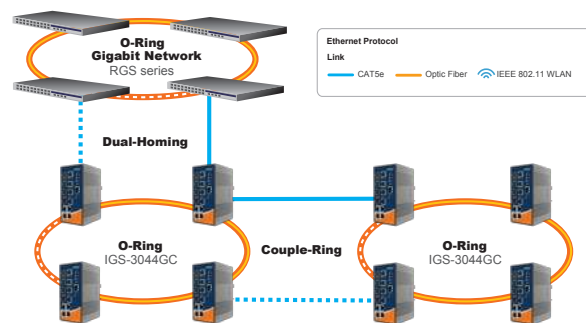 O-Ring
Gigabit Network
RGS series
Ethernet Protocol
Link
CAT5e
Optic Fiber
IEEE 802.11 WLAN
Dual-Homing
O-Ring
IGS-3044GC
Couple-Ring
O-Ring
IGS-3044GC